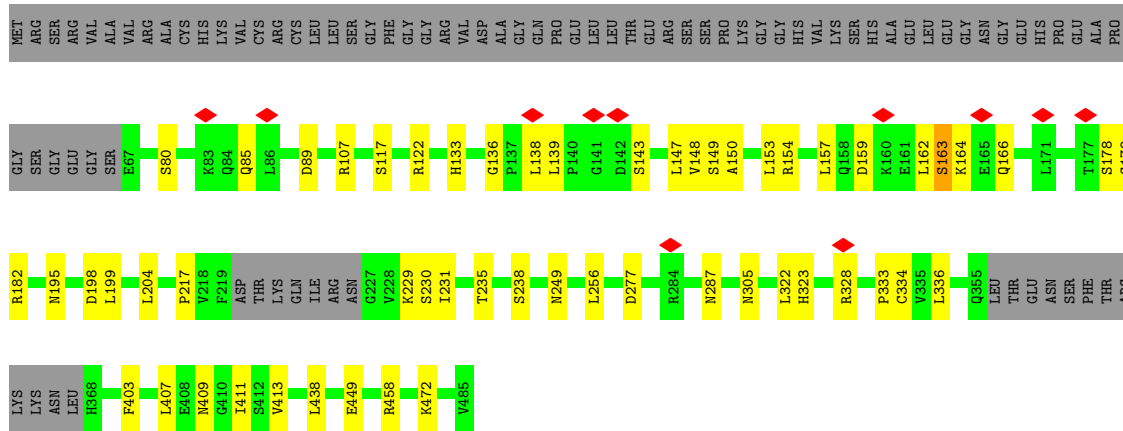 MET ARG SER ARG VAL ALA VAL ARG ALA CYS HIS LYS VAL CYS ARG CYS LEU LEU SER GLY PHE GLY GLY ARG VAL ASP ALA GLY GLN PRO GLU LEU LEU THR GLU ARG SER SER PRO LYS GLY GLY HIS VAL LYS SER HIS ALA GLU LEU GLU GLY ASN GLY GLU HIS PRO GLU ALA PRO
GLY SER GLY GLU GLY SER E67 S80 K83 Q84 Q85 L86 D89 R107 S117 R122 H133 G136 P137 L138 L139 P140 G141 D142 S143 L147 V148 S149 A150 L153 R154 L157 Q158 D159 K160 E161 L162 S163 K164 E165 Q166 L171 T177 S178
R182 N195 D198 L199 L204 P217 V218 F219 ASP THR LYS GLN ILE ARG ASN G227 V228 K229 S230 I231 T235 S238 N249 L256 D277 R284 N287 N305 L322 H323 R328 P333 C334 V335 L336 Q355 LEU THR GLU ASN SER PHE THR
LYS LYS ASN LEU H368 F403 L407 E408 N409 G410 I411 S412 V413 L438 E449 R458 K472 V485